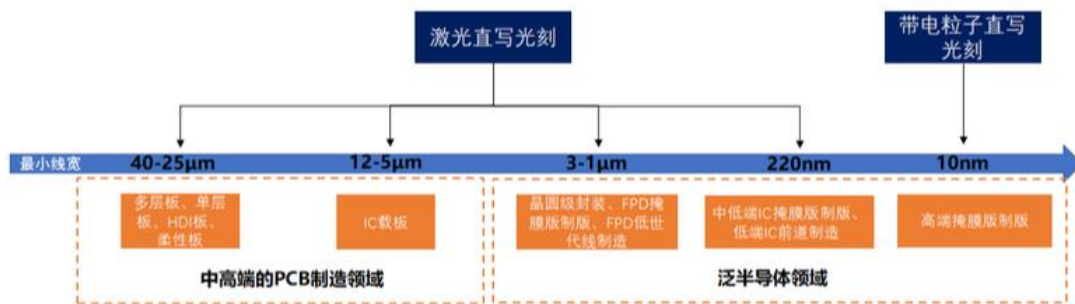 激光直写光刻
带电粒子直写
光刻
最小线宽
40-25μm
12-5μm
3-1μm
220nm
10nm
多层板、单层
板、HDI板、
柔性板
IC载板
晶圆级封装、FPD掩
膜版制版、FPD低世
代线制造
中低端IC掩膜版制版、
低端IC前道制造
高端掩膜版制版
中高端的PCB制造领域
泛半导体领域